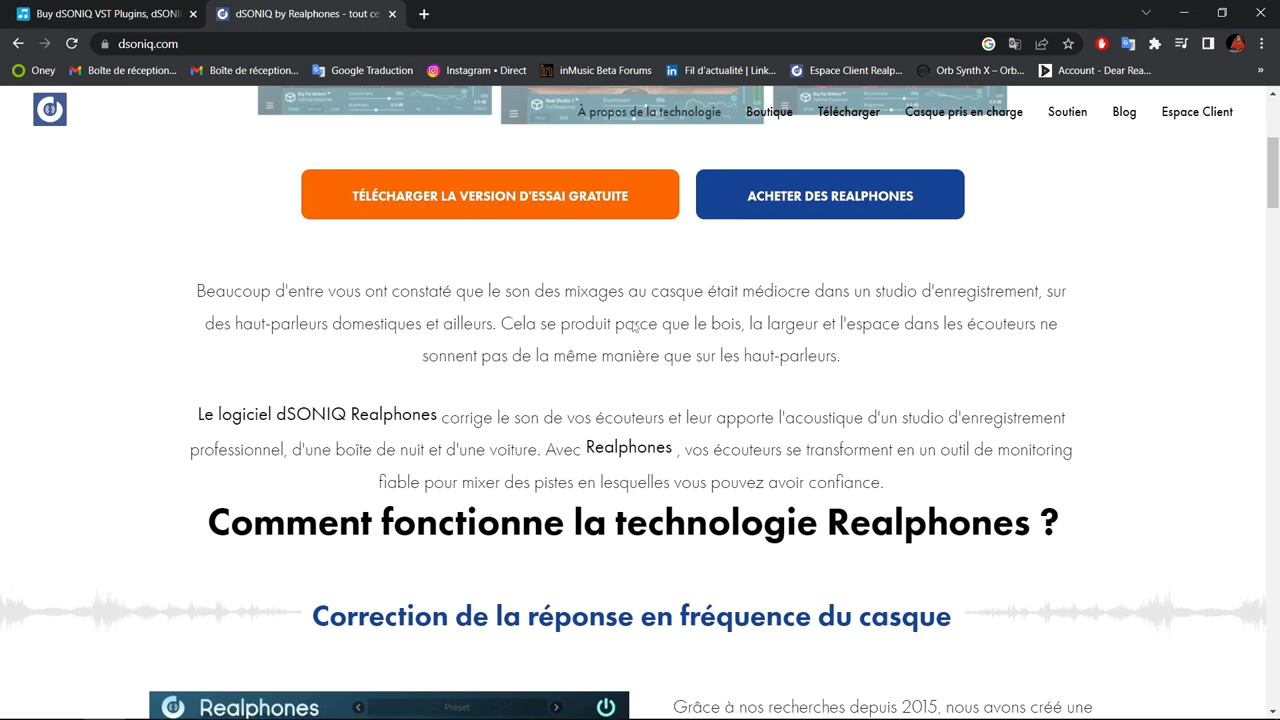 Buy dSONIQ VST Plugins, dSONI
dSONIQ by Realphones - tout ce
dsoniq.com
Oney
Boîte de réception...
Boîte de réception...
Google Traduction
Instagram • Direct
inMusic Beta Forums
Fil d'actualité | Link...
Espace Client Realp...
Orb Synth X – Orb...
Account - Dear Rea...
»
À propos de la technologie
Boutique
Télécharger
Casque pris en charge
Soutien
Blog
Espace Client
TÉLÉCHARGER LA VERSION D'ESSAI GRATUITE
ACHETER DES REALPHONES
Beaucoup d'entre vous ont constaté que le son des mixages au casque était médiocre dans un studio d'enregistrement, sur
des haut-parleurs domestiques et ailleurs. Cela se produit parce que le bois, la largeur et l'espace dans les écouteurs ne
sonnent pas de la même manière que sur les haut-parleurs.
Le logiciel dSONIQ Realphones corrige le son de vos écouteurs et leur apporte l'acoustique d'un studio d'enregistrement
professionnel, d'une boîte de nuit et d'une voiture. Avec Realphones , vos écouteurs se transforment en un outil de monitoring
fiable pour mixer des pistes en lesquelles vous pouvez avoir confiance.
Comment fonctionne la technologie Realphones ?
Correction de la réponse en fréquence du casque
Realphones
Preset
Grâce à nos recherches depuis 2015, nous avons créé une